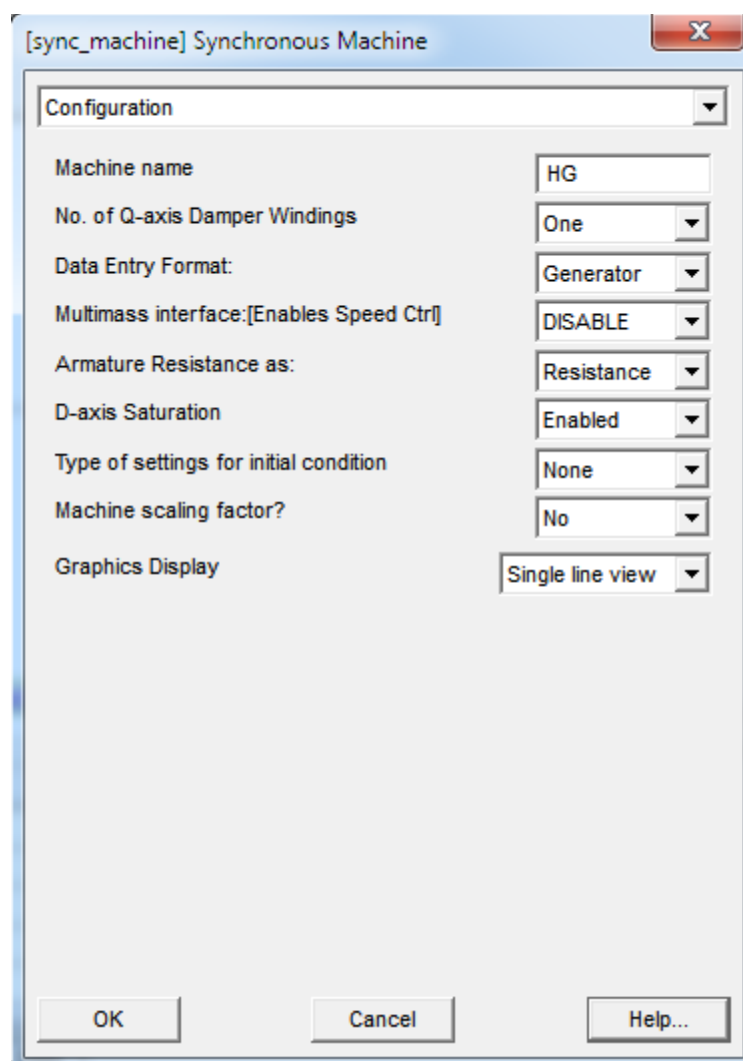 [sync_machine] Synchronous Machine
Configuration
Machine name HG
No. of Q-axis Damper Windings One
Data Entry Format: Generator
Multimass interface:[Enables Speed Ctrl] DISABLE
Armature Resistance as: Resistance
D-axis Saturation Enabled
Type of settings for initial condition None
Machine scaling factor? No
Graphics Display Single line view
OK Cancel Help...